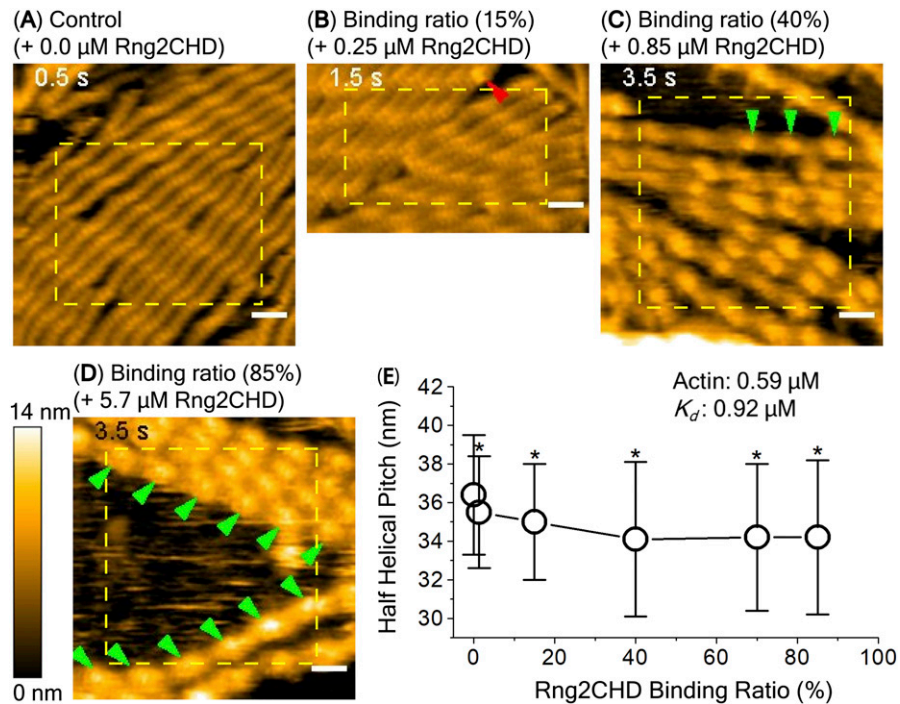 (A) Control
(+ 0.0 µM Rng2CHD)
0.5 s
(B) Binding ratio (15%)
(+ 0.25 µM Rng2CHD)
1.5 s
(C) Binding ratio (40%)
(+ 0.85 µM Rng2CHD)
3.5 s
(D) Binding ratio (85%)
(+ 5.7 µM Rng2CHD)
3.5 s
14 nm
0 nm
(E)
Actin: 0.59 µM
Kd: 0.92 µM
Half Helical Pitch (nm)
42
40
38
36
34
32
30
* * * * *
0 20 40 60 80 100
Rng2CHD Binding Ratio (%)